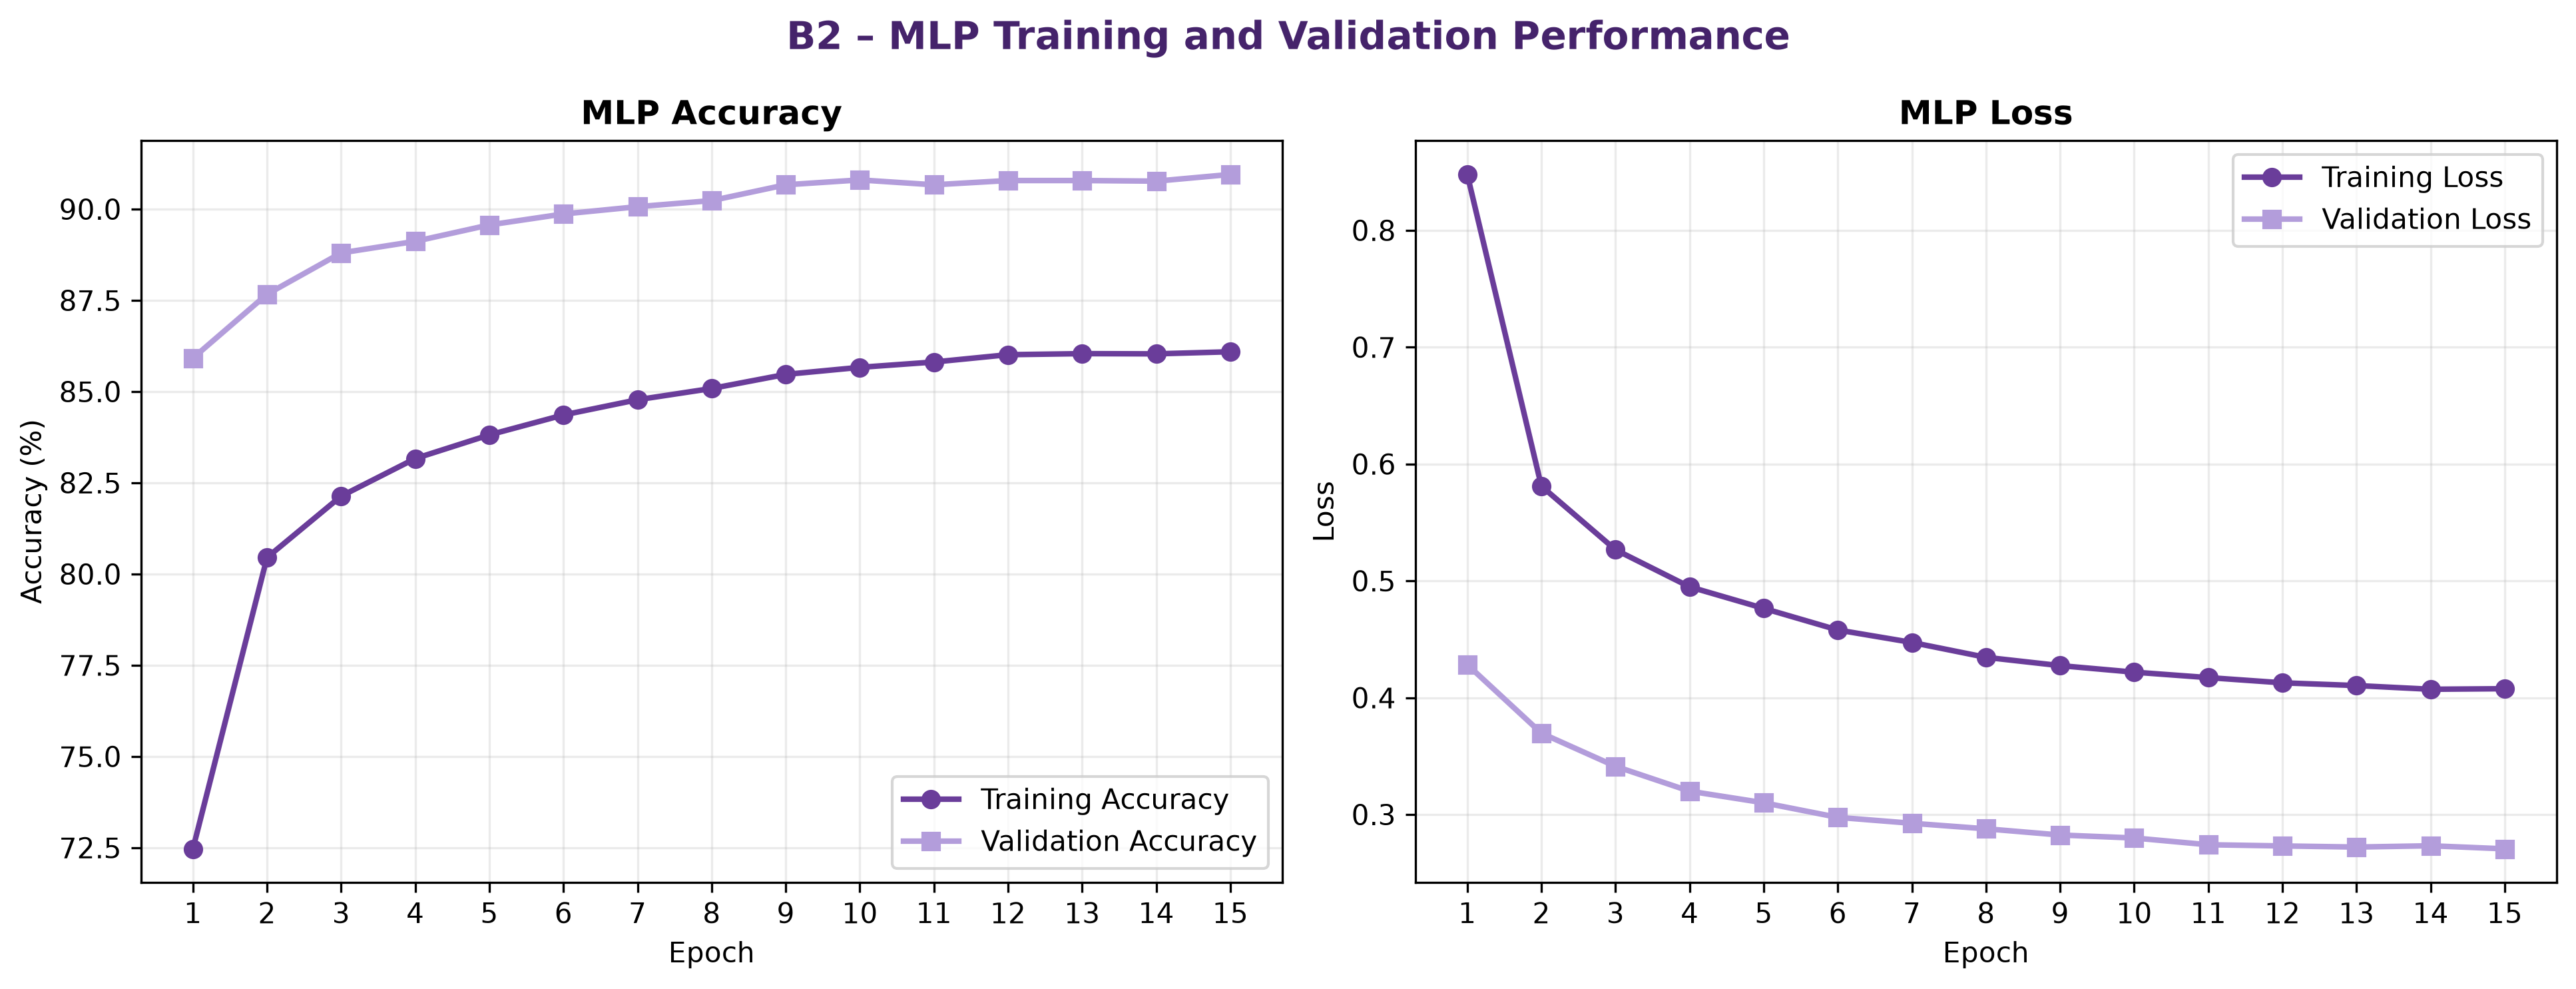 B2 – MLP Training and Validation Performance
MLP Accuracy
Accuracy (%)
90.0
87.5
85.0
82.5
80.0
77.5
75.0
72.5
Training Accuracy
Validation Accuracy
1 2 3 4 5 6 7 8 9 10 11 12 13 14 15
Epoch
MLP Loss
Loss
0.8
0.7
0.6
0.5
0.4
0.3
Training Loss
Validation Loss
1 2 3 4 5 6 7 8 9 10 11 12 13 14 15
Epoch